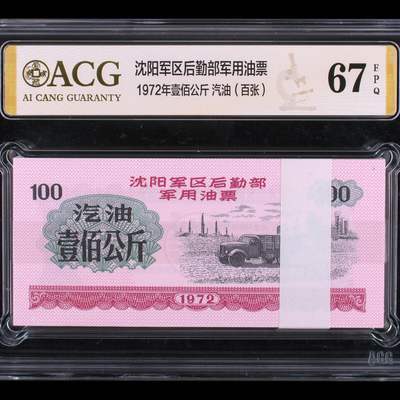 ACG
AI CANG GUARANTY
沈阳军区后勤部军用油票
1972年壹佰公斤 汽油（百张）
67 EPQ
100
沈阳军区后勤部
军用油票
00
汽油
壹佰公斤
1972
ACG